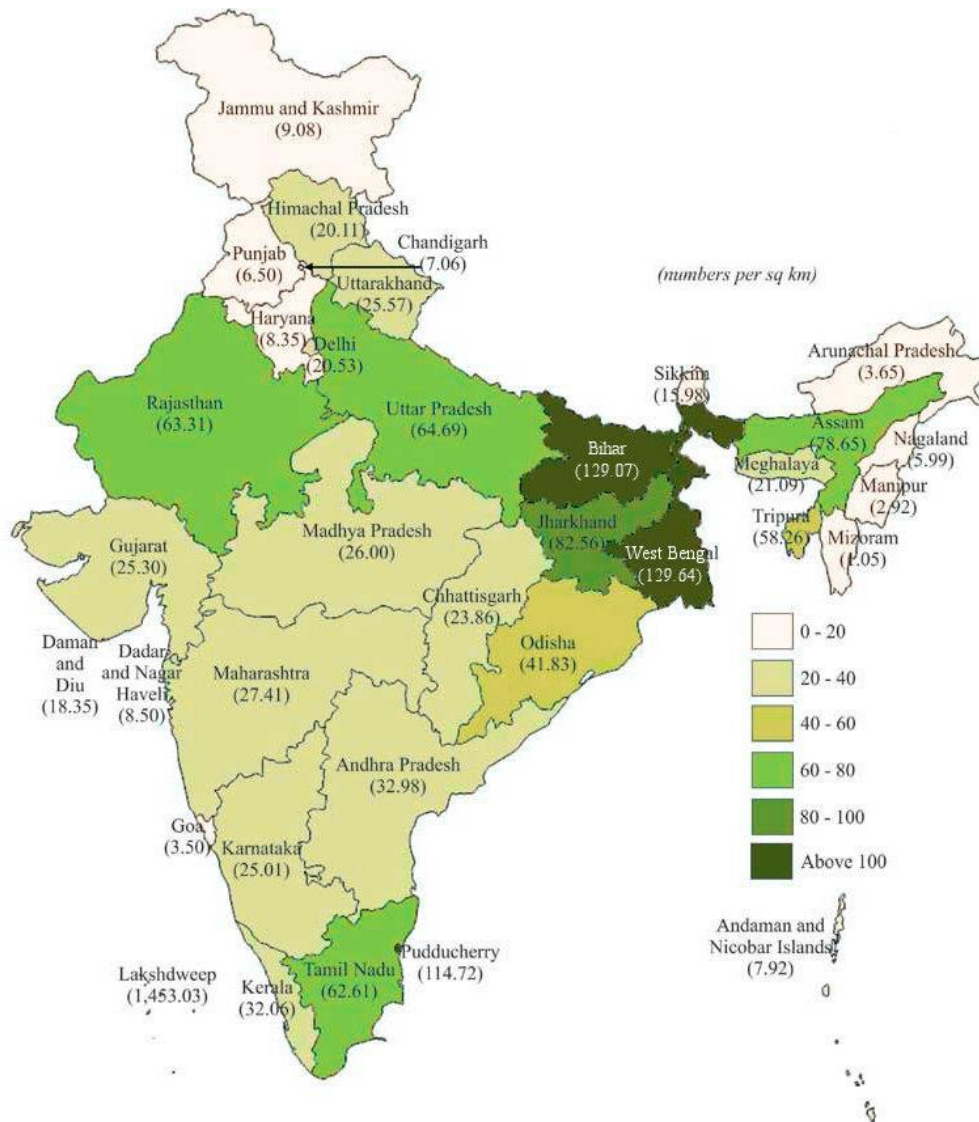 Jammu and Kashmir
(9.08)
Himachal Pradesh
(20.11)
Chandigarh
(7.06)
Punjab
(6.50)
Uttarakhand
(25.57)
(numbers per sq km)
Haryana
(8.35)
Delhi
(20.53)
Arunachal Pradesh
(3.65)
Sikkim
(15.98)
Rajasthan
(63.31)
Uttar Pradesh
(64.69)
Assam
(78.65)
Nagaland
(5.99)
Bihar
(129.07)
Meghalaya
(21.09)
Manipur
(2.92)
Jharkhand
(82.56)
Tripura
(58.26)
Mizoram
(1.05)
Madhya Pradesh
(26.00)
Gujarat
(25.30)
West Bengal
(129.64)
Chhattisgarh
(23.86)
Daman
and
Diu
(18.35)
Dadar
and Nagar
Haveli
(8.50)
Maharashtra
(27.41)
Odisha
(41.83)
0 - 20
20 - 40
40 - 60
60 - 80
80 - 100
Above 100
Andhra Pradesh
(32.98)
Goa
(3.50)
Karnataka
(25.01)
Andaman and
Nicobar Islands
(7.92)
Pudducherry
(114.72)
Lakshdweep
(1,453.03)
Kerala
(32.06)
Tamil Nadu
(62.61)